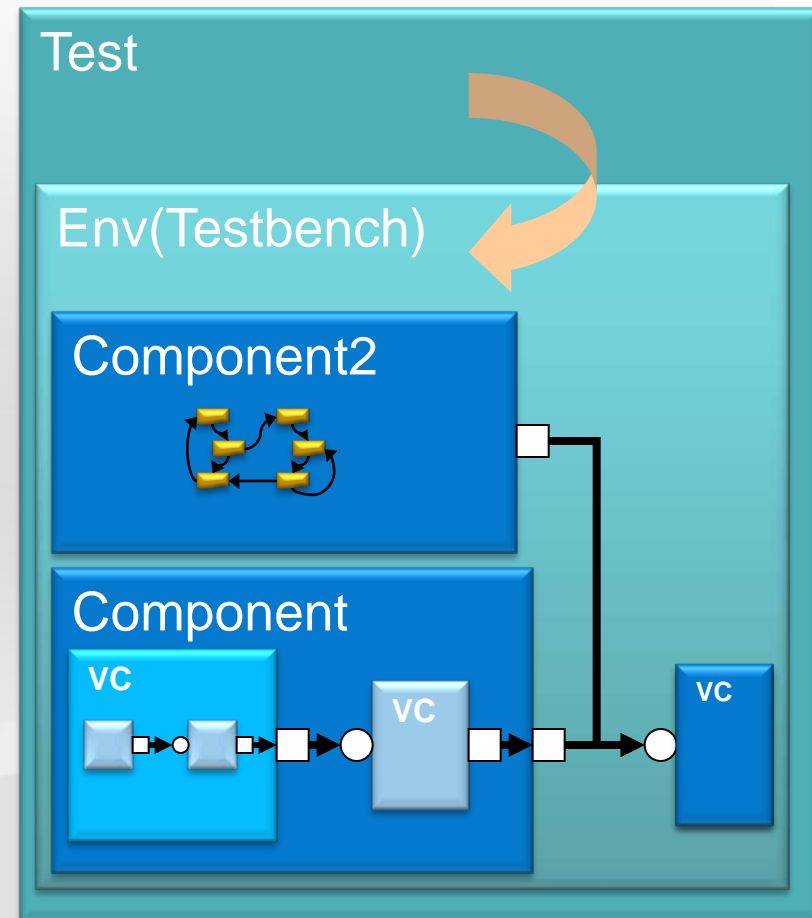 Test
Env(Testbench)
Component2
Component
VC
VC
VC